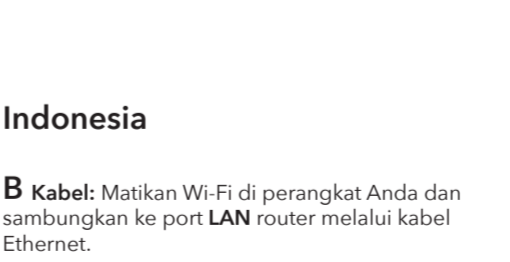 Indonesia
B Kabel: Matikan Wi-Fi di perangkat Anda dan
sambungkan ke port LAN router melalui kabel
Ethernet.